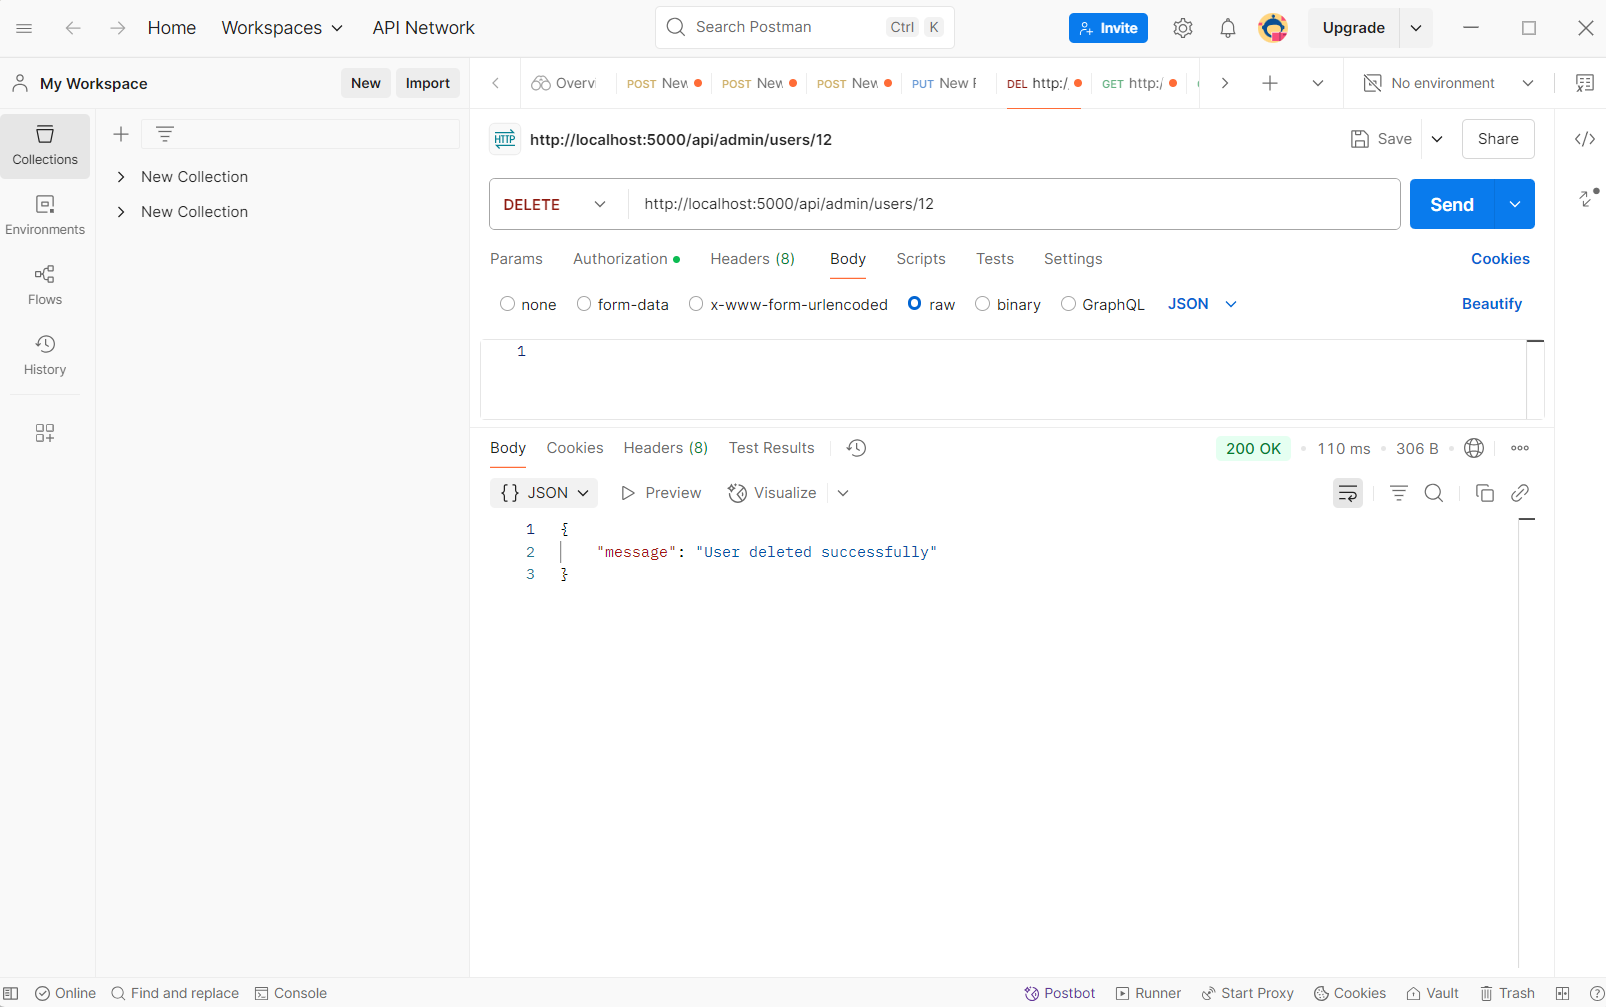 Home Workspaces API Network Search Postman Ctrl K Invite Upgrade
My Workspace New Import Overvi POST New POST New POST New PUT New F DEL http:/ GET http:/ No environment
Collections
Environments
Flows
History
New Collection
New Collection
HTTP http://localhost:5000/api/admin/users/12 Save Share
DELETE http://localhost:5000/api/admin/users/12 Send
Params Authorization Headers (8) Body Scripts Tests Settings Cookies
none form-data x-www-form-urlencoded raw binary GraphQL JSON Beautify
1
Body Cookies Headers (8) Test Results 200 OK 110 ms 306 B
{} JSON Preview Visualize
1 {
2 "message": "User deleted successfully"
3 }
Online Find and replace Console Postbot Runner Start Proxy Cookies Vault Trash